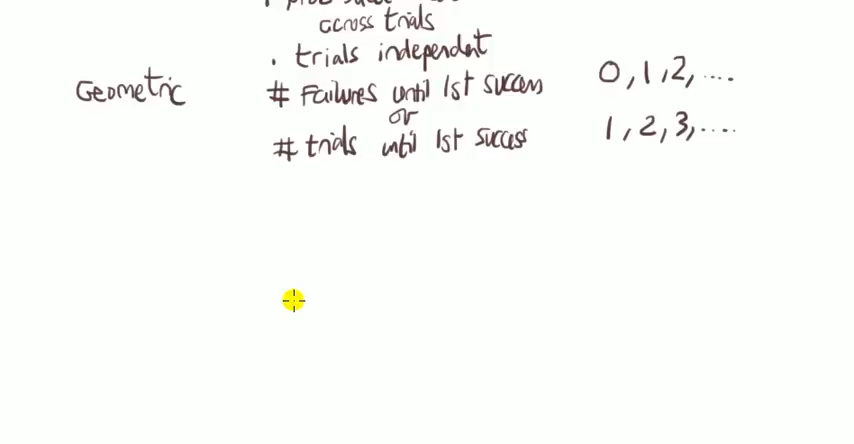 across trials
. trials independent
Geometric # Failures until 1st success 0, 1, 2, ....
or
# trials until 1st success 1, 2, 3, ....